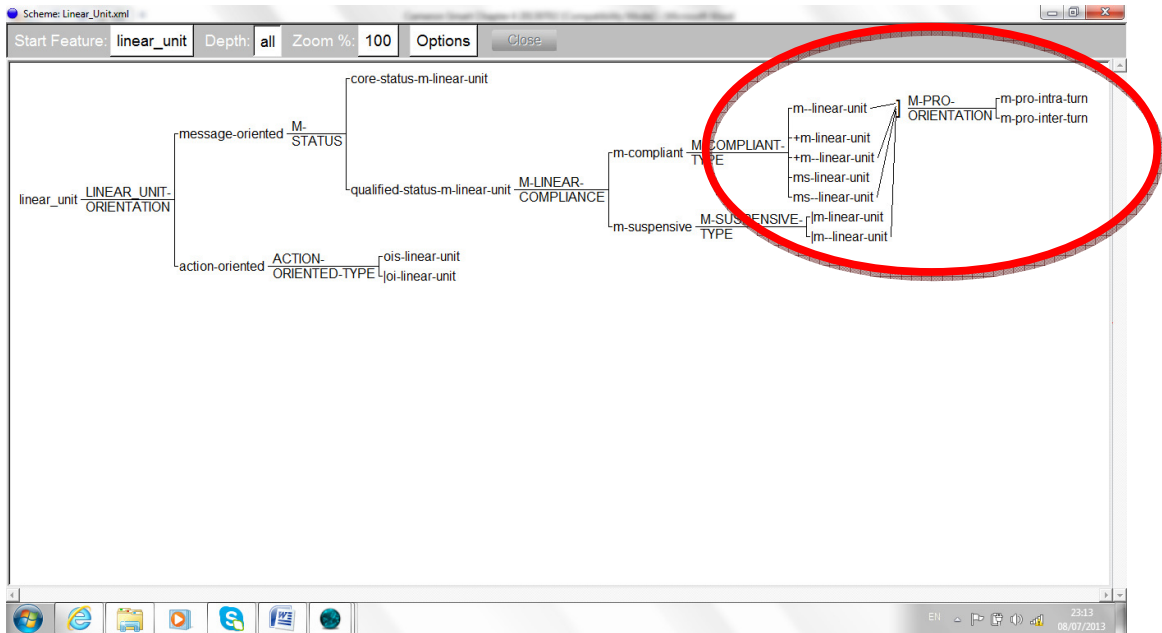 Scheme: Linear_Unit.xml
Start Feature: linear_unit Depth: all Zoom %: 100 Options Close
core-status-m-linear-unit
m--linear-unit
M-PRO-
ORIENTATION
m-pro-intra-turn
m-pro-inter-turn
message-oriented
M-
STATUS
+m-linear-unit
m-compliant
M-COMPLIANT-
TYPE
+m--linear-unit
ms-linear-unit
linear_unit
LINEAR_UNIT-
ORIENTATION
qualified-status-m-linear-unit
M-LINEAR-
COMPLIANCE
ms--linear-unit
m-suspensive
M-SUSPENSIVE-
TYPE
|m-linear-unit
|m--linear-unit
action-oriented
ACTION-
ORIENTED-TYPE
ois-linear-unit
|oi-linear-unit
EN
23:13
08/07/2013